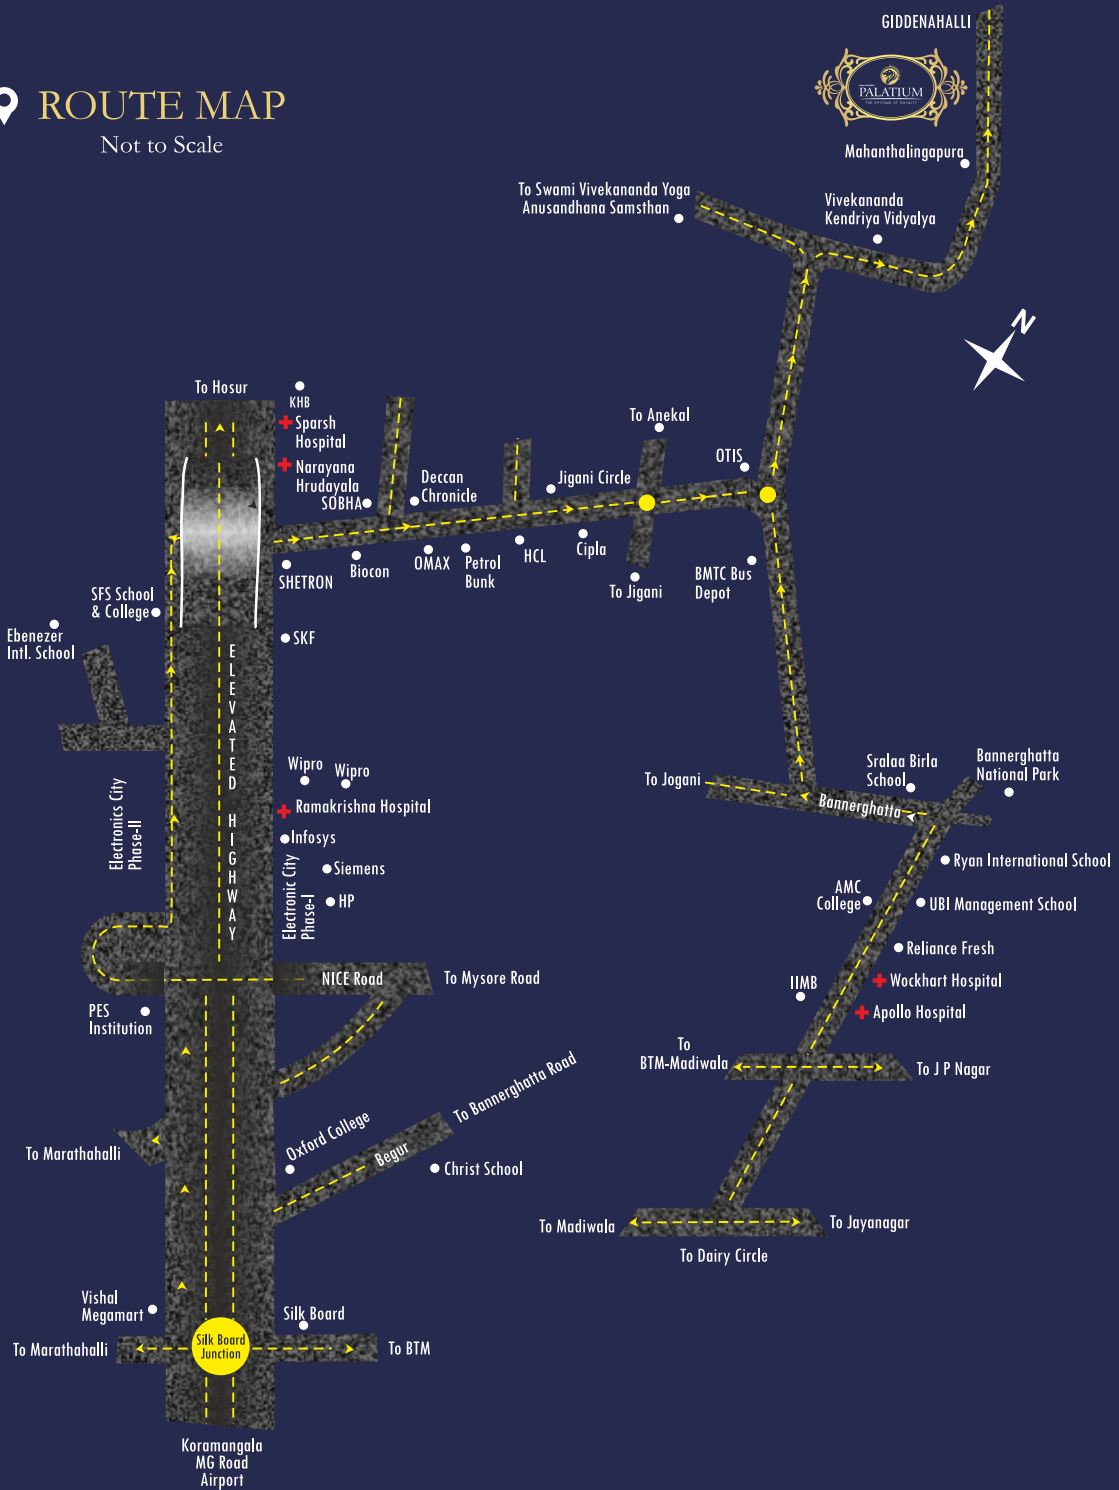 GIDDENAHALLI
PALATIUM
THE EPITOME OF ROYALTY
ROUTE MAP
Not to Scale
Mahanthalingapura
To Swami Vivekananda Yoga
Anusandhana Samsthan
Vivekananda
Kendriya Vidyalya
N
To Hosur
KHB
Sparsh
Hospital
Narayana
Hrudayala
SOBHA
Deccan
Chronicle
Jigani Circle
To Anekal
OTIS
SHETRON
Biocon
OMAX
Petrol
Bunk
HCL
Cipla
To Jigani
BMTC Bus
Depot
SFS School
& College
Ebenezer
Intl. School
SKF
ELEVATED HIGHWAY
Wipro
Wipro
Ramakrishna Hospital
Infosys
Siemens
HP
Electronics City
Phase-II
Electronic City
Phase-I
To Jogani
Bannerghatta
Sralaa Birla
School
Bannerghatta
National Park
Ryan International School
AMC
College
UBI Management School
Reliance Fresh
Wockhart Hospital
IIMB
Apollo Hospital
NICE Road
To Mysore Road
PES
Institution
To
BTM-Madiwala
To J P Nagar
To Marathahalli
Oxford College
Begur
To Bannerghatta Road
Christ School
To Madiwala
To Jayanagar
To Dairy Circle
Vishal
Megamart
Silk Board
To Marathahalli
Silk Board
Junction
To BTM
Koramangala
MG Road
Airport